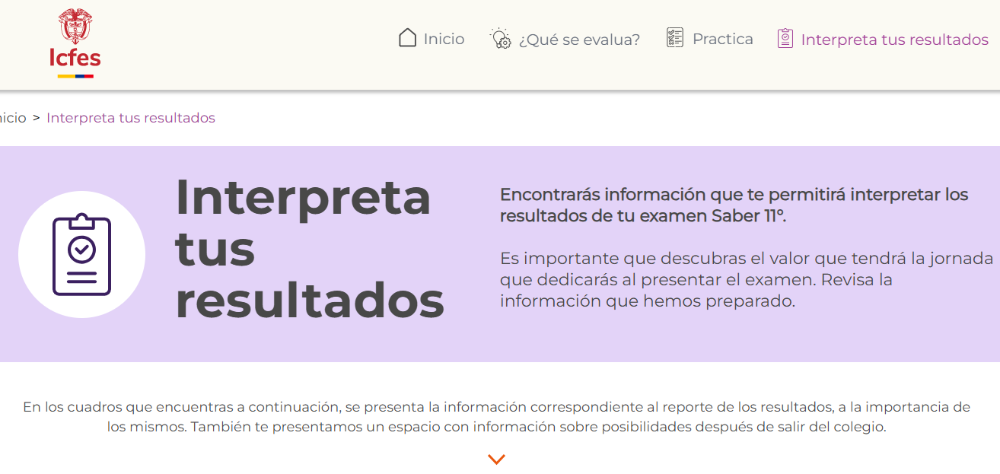 Icfes
Inicio
¿Qué se evalua?
Practica
Interpreta tus resultados
icio > Interpreta tus resultados
Interpreta
tus
resultados
Encontrarás información que te permitirá interpretar los
resultados de tu examen Saber 11°.
Es importante que descubras el valor que tendrá la jornada
que dedicarás al presentar el examen. Revisa la
información que hemos preparado.
En los cuadros que encuentras a continuación, se presenta la información correspondiente al reporte de los resultados, a la importancia de
los mismos. También te presentamos un espacio con información sobre posibilidades después de salir del colegio.